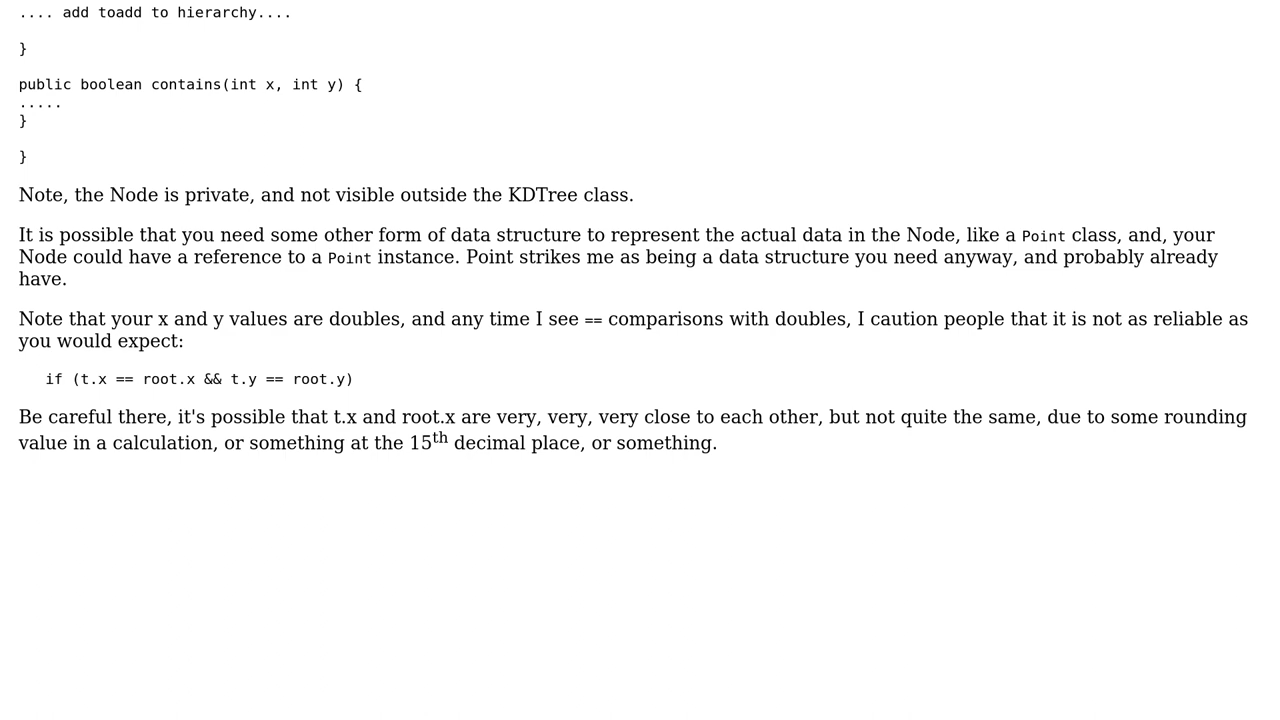 .... add toadd to hierarchy....
}
public boolean contains(int x, int y) {
.....
}
}
Note, the Node is private, and not visible outside the KDTree class.
It is possible that you need some other form of data structure to represent the actual data in the Node, like a Point class, and, your
Node could have a reference to a Point instance. Point strikes me as being a data structure you need anyway, and probably already
have.
Note that your x and y values are doubles, and any time I see == comparisons with doubles, I caution people that it is not as reliable as
you would expect:
if (t.x == root.x && t.y == root.y)
Be careful there, it's possible that t.x and root.x are very, very, very close to each other, but not quite the same, due to some rounding
value in a calculation, or something at the 15th decimal place, or something.